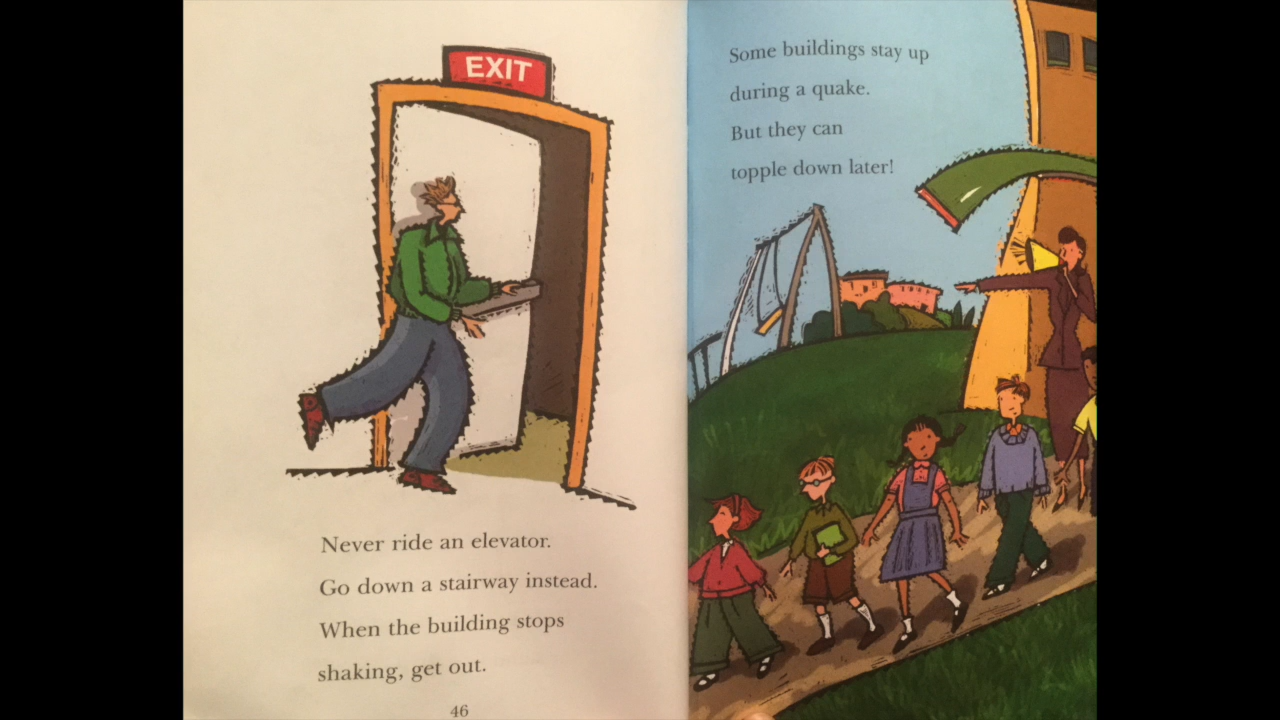 EXIT
Never ride an elevator.
Go down a stairway instead.
When the building stops
shaking, get out.
46
Some buildings stay up
during a quake.
But they can
topple down later!